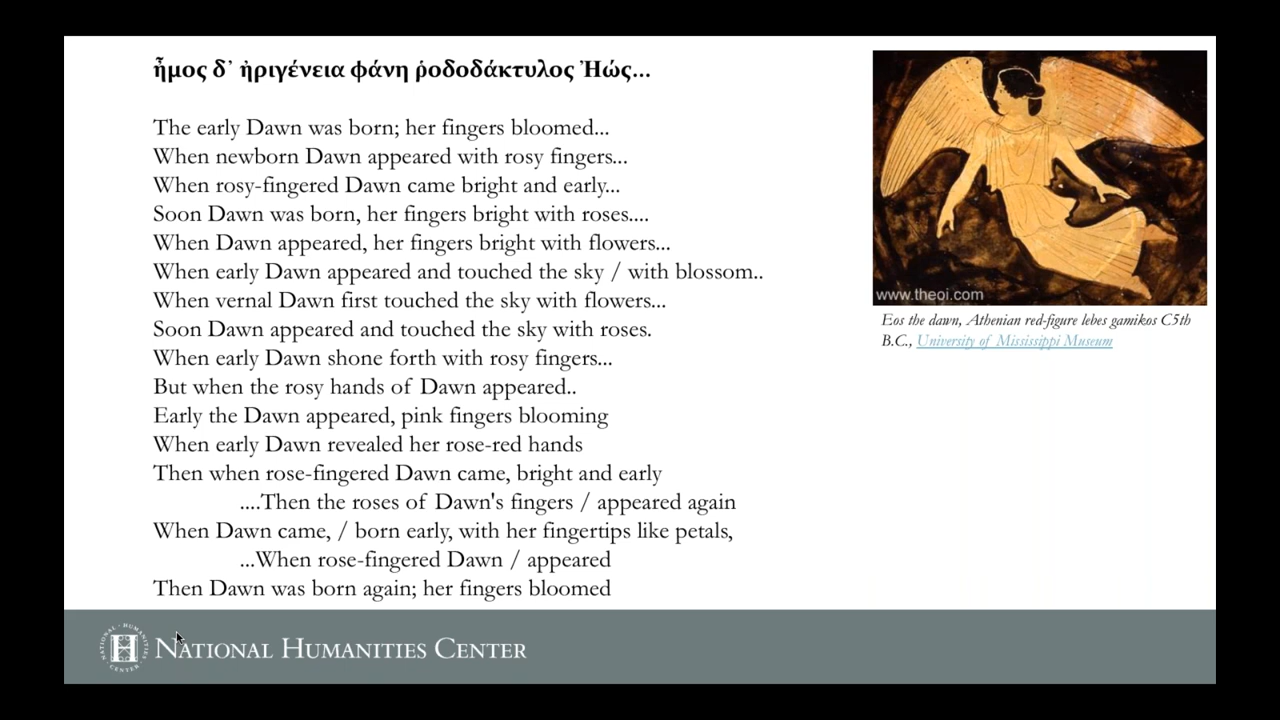 ἦμος δ᾽ ἠριγένεια φάνη ῥοδοδάκτυλος Ἠώς...
The early Dawn was born; her fingers bloomed...
When newborn Dawn appeared with rosy fingers...
When rosy-fingered Dawn came bright and early...
Soon Dawn was born, her fingers bright with roses....
When Dawn appeared, her fingers bright with flowers...
When early Dawn appeared and touched the sky / with blossom..
When vernal Dawn first touched the sky with flowers...
Soon Dawn appeared and touched the sky with roses.
When early Dawn shone forth with rosy fingers...
But when the rosy hands of Dawn appeared..
Early the Dawn appeared, pink fingers blooming
When early Dawn revealed her rose-red hands
Then when rose-fingered Dawn came, bright and early
....Then the roses of Dawn's fingers / appeared again
When Dawn came, / born early, with her fingertips like petals,
...When rose-fingered Dawn / appeared
Then Dawn was born again; her fingers bloomed
www.theoi.com
Eos the dawn, Athenian red-figure lebes gamikos C5th
B.C., University of Mississippi Museum
NATIONAL HUMANITIES CENTER